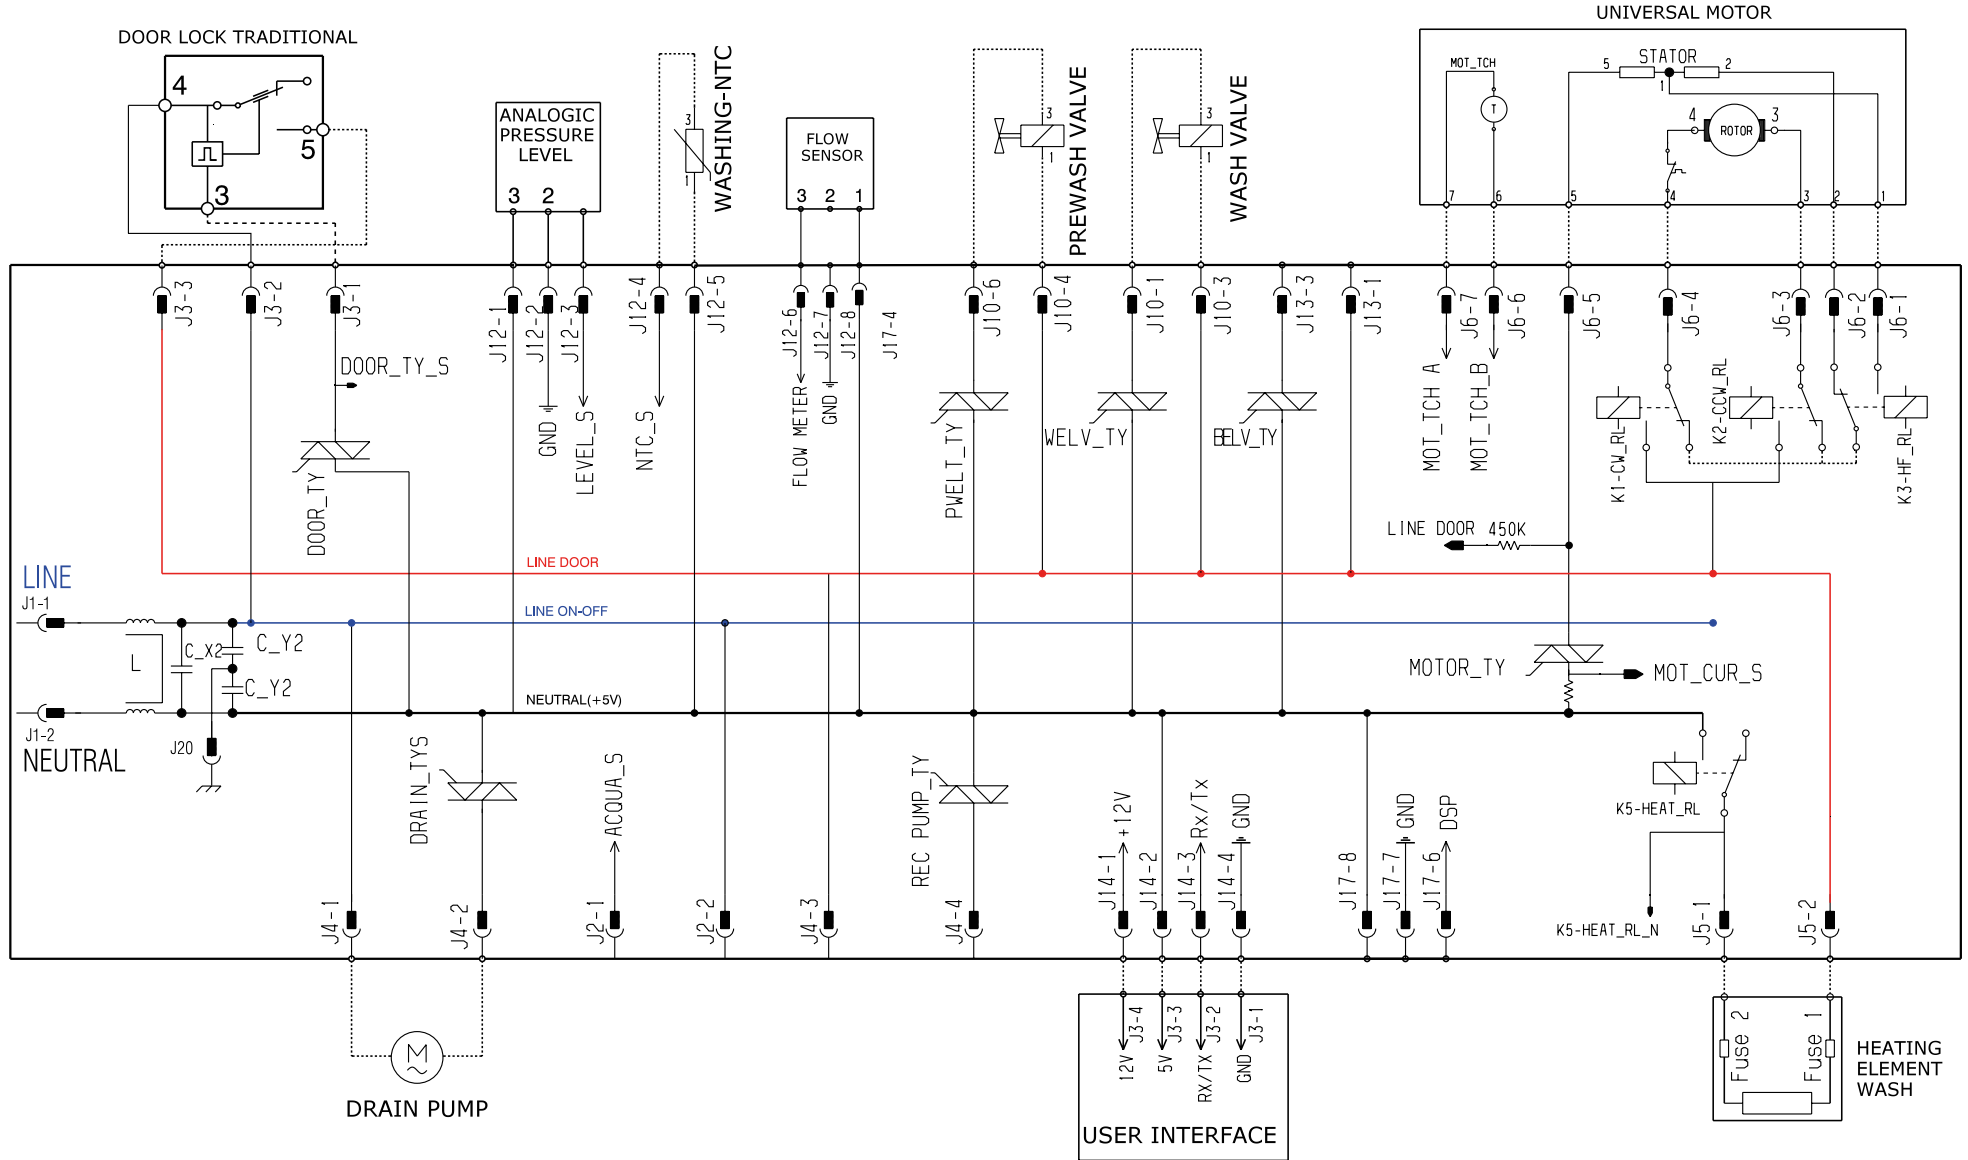 UNIVERSAL MOTOR
DOOR LOCK TRADITIONAL
4
5
3
ANALOGIC
PRESSURE
LEVEL
3 2
3
1
WASHING-NTC
FLOW
SENSOR
3 2 1
3
1
PREWASH VALVE
3
1
WASH VALVE
MOT_TCH
T
5
STATOR
2
1
4
ROTOR
3
7
6
5
4
3
2
1
J3-3
J3-2
J3-1
J12-1
J12-2
J12-3
J12-4
J12-5
J12-6
J12-7
J12-8
J17-4
J10-6
J10-4
J10-1
J10-3
J13-3
J13-1
J6-7
J6-6
J6-5
J6-4
J6-3
J6-2
J6-1
DOOR_TY_S
DOOR_TY
GND
LEVEL_S
NTC_S
FLOW METER
GND
PWELT_TY
WELV_TY
BELV_TY
MOT_TCH A
MOT_TCH_B
K1-CW_RL
K2-CCW_RL
K3-HF_RL
LINE DOOR 450K
LINE DOOR
LINE
J1-1
LINE ON-OFF
L
C_X2
C_Y2
C_Y2
MOTOR_TY
MOT_CUR_S
NEUTRAL(+5V)
J1-2
NEUTRAL
J20
DRAIN_TYS
ACQUA_S
REC PUMP_TY
+12V
Rx/Tx
GND
GND
DSP
K5-HEAT_RL
K5-HEAT_RL_N
J4-1
J4-2
J2-1
J2-2
J4-3
J4-4
J14-1
J14-2
J14-3
J14-4
J17-8
J17-7
J17-6
J5-1
J5-2
M
DRAIN PUMP
J3-4
J3-3
J3-2
J3-1
12V
5V
RX/TX
GND
USER INTERFACE
Fuse 2
Fuse 1
HEATING
ELEMENT
WASH